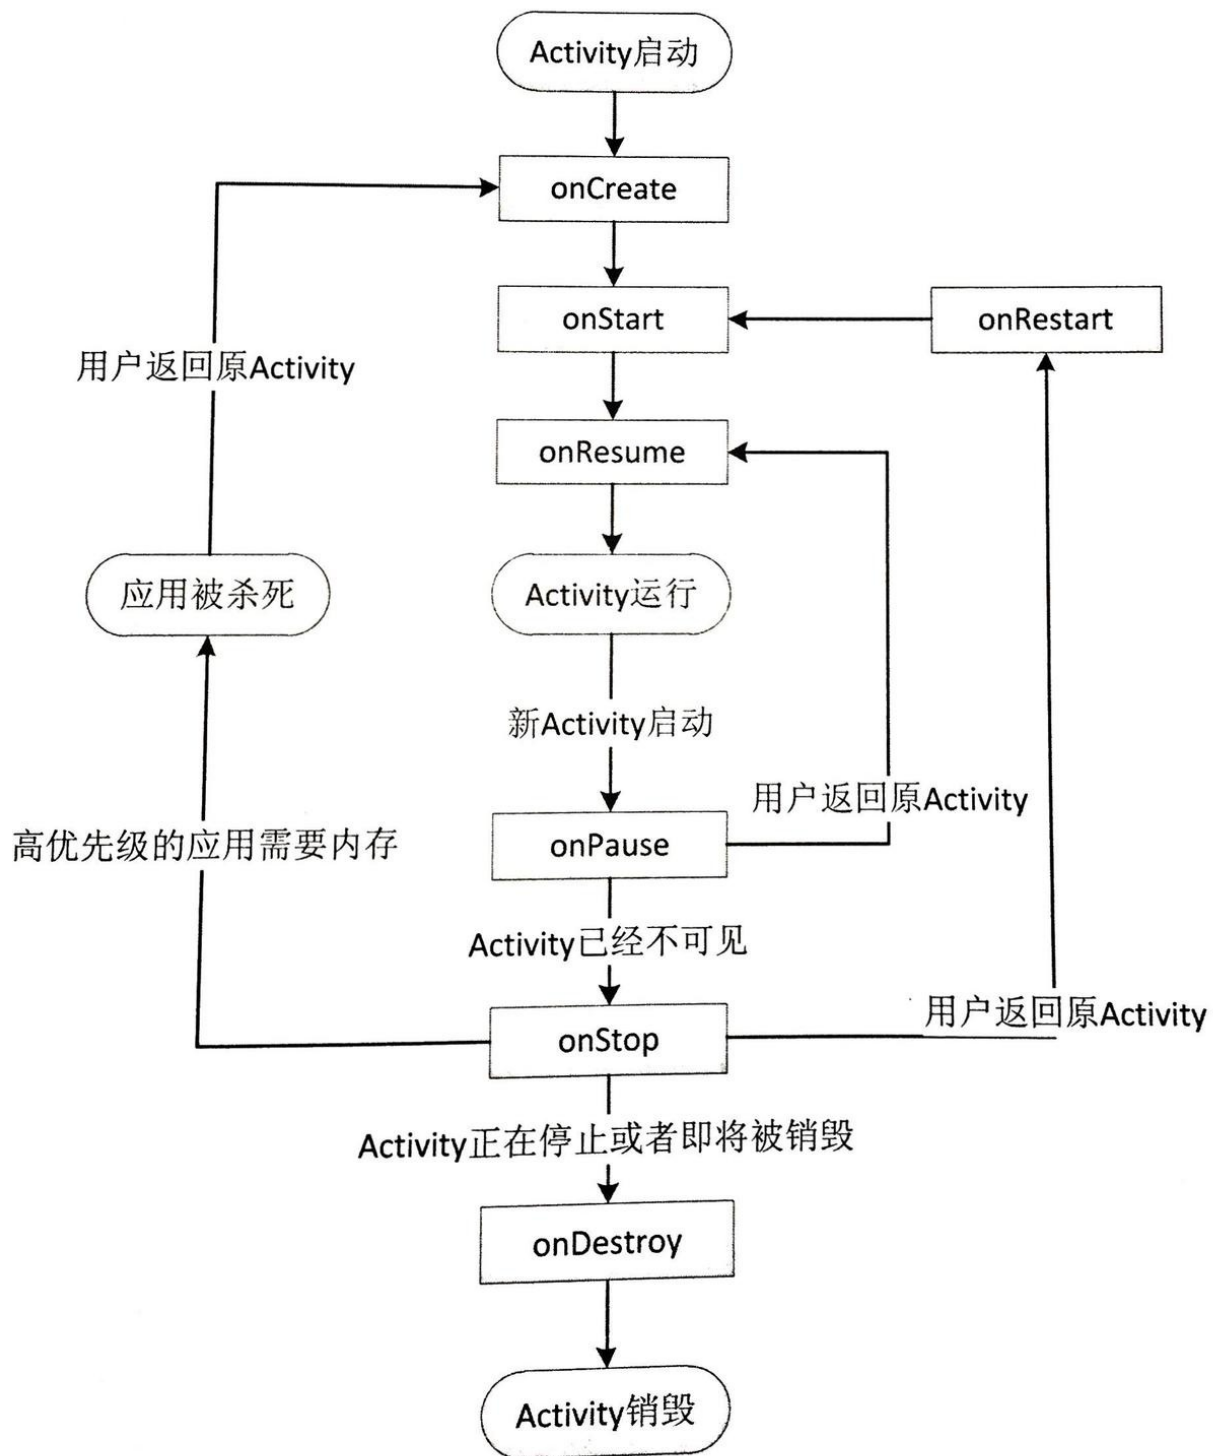 Activity启动
onCreate
onStart
onRestart
用户返回原Activity
onResume
应用被杀死
Activity运行
新Activity启动
用户返回原Activity
高优先级的应用需要内存
onPause
Activity已经不可见
用户返回原Activity
onStop
Activity正在停止或者即将被销毁
onDestroy
Activity销毁